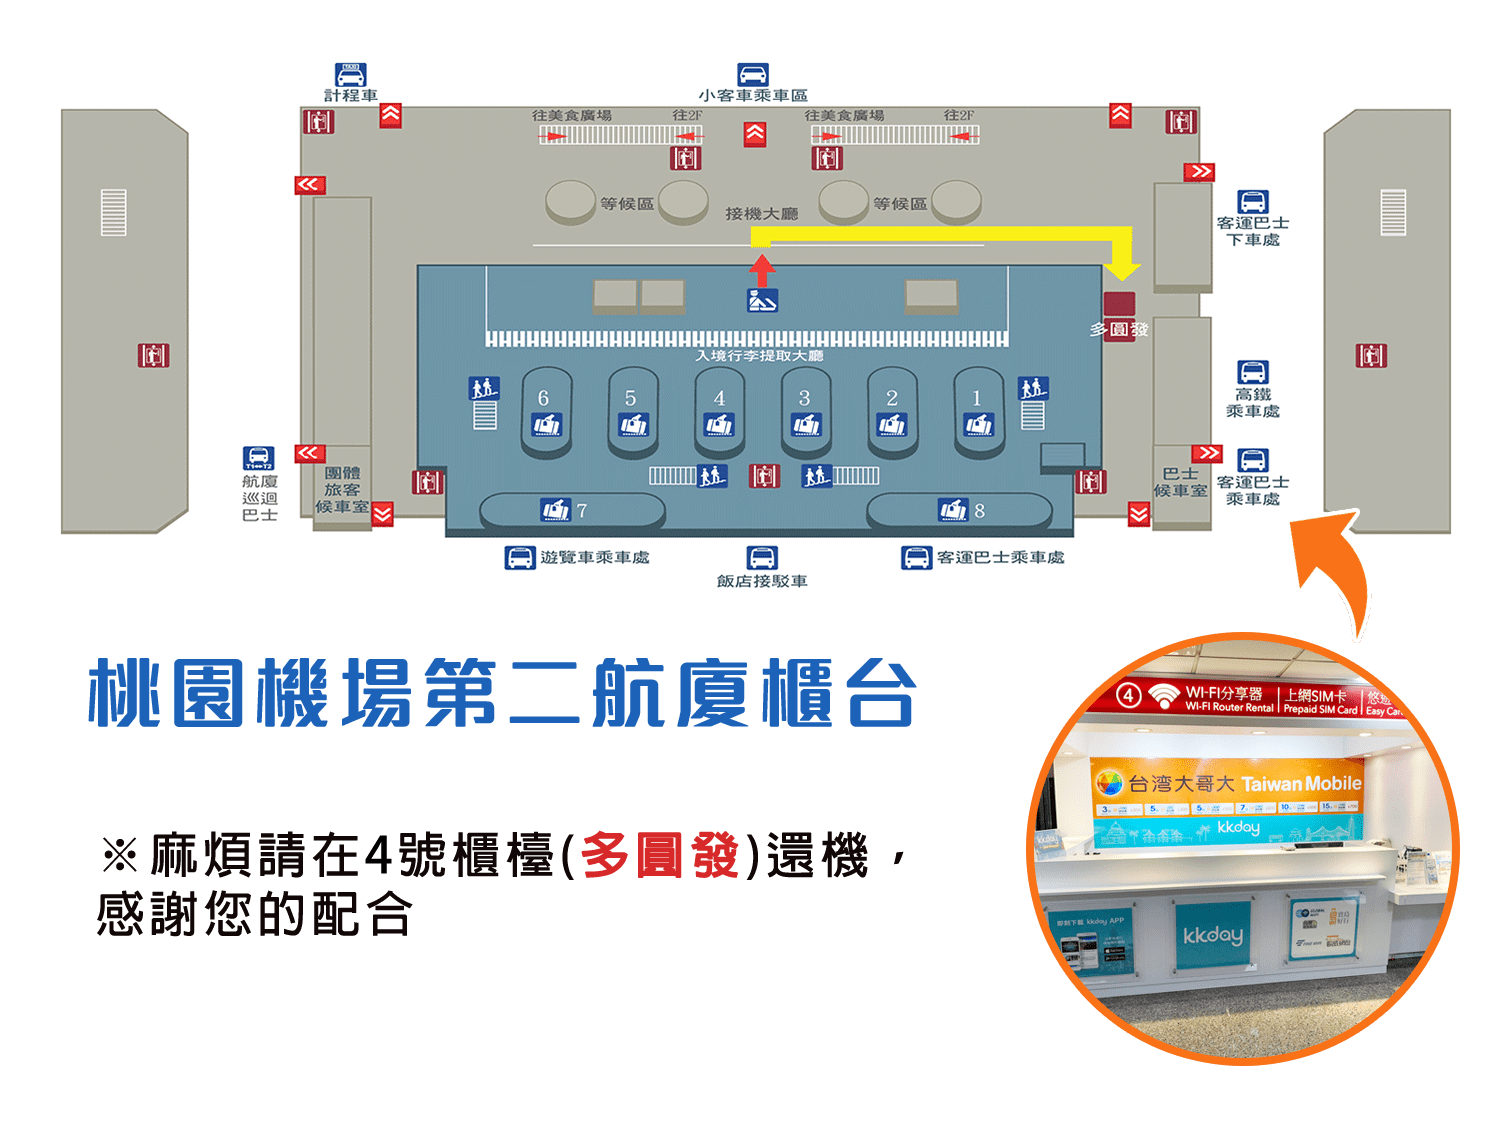 計程車
小客車乘車區
往美食廣場
往2F
往美食廣場
往2F
等候區
接機大廳
等候區
客運巴士
下車處
多圓發
入境行李提取大廳
6
5
4
3
2
1
高鐵
乘車處
T1⟷T2
航廈
巡迴
巴士
團體
旅客
候車室
巴士
候車室
客運巴士
乘車處
7
8
遊覽車乘車處
飯店接駁車
客運巴士乘車處
桃園機場第二航廈櫃台
※麻煩請在4號櫃檯(多圓發)還機，
感謝您的配合
4
WI-FI分享器
WI-FI Router Rental
上網SIM卡
Prepaid SIM Card
悠遊
Easy Car
台灣大哥大 Taiwan Mobile
kkday
即刻下載 kkday APP
kkday